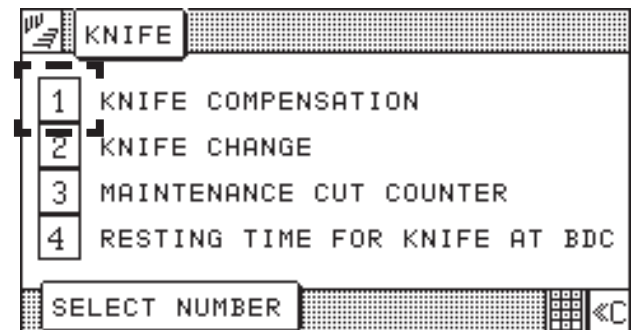 KNIFE
1 KNIFE COMPENSATION
2 KNIFE CHANGE
3 MAINTENANCE CUT COUNTER
4 RESTING TIME FOR KNIFE AT BDC
SELECT NUMBER «C